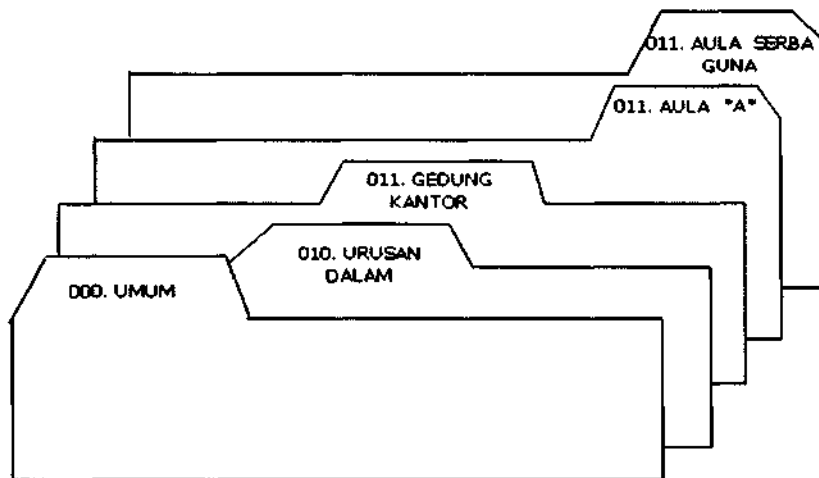 011. AULA SERBA
GUNA
011. AULA "A"
011. GEDUNG
KANTOR
010. URUSAN
DALAM
000. UMUM